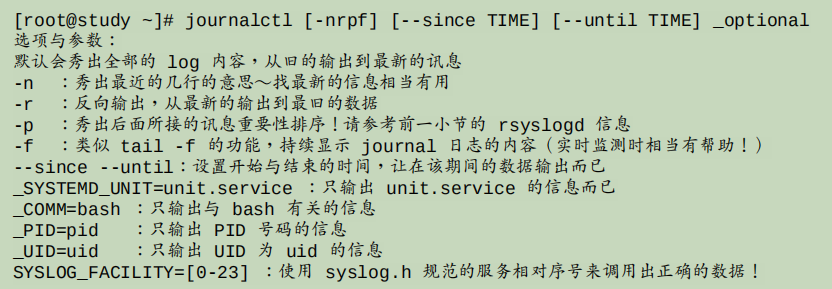 [root@study ~]# journalctl [-nrpf] [--since TIME] [--until TIME] _optional
选项与参数：
默认会秀出全部的 log 内容，从旧的输出到最新的讯息
-n ：秀出最近的几行的意思～找最新的信息相当有用
-r ：反向输出，从最新的输出到最旧的数据
-p ：秀出后面所接的讯息重要性排序！请参考前一小节的 rsyslogd 信息
-f ：类似 tail -f 的功能，持续显示 journal 日志的内容（实时监测时相当有帮助！）
--since --until：设置开始与结束的时间，让在该期间的数据输出而已
_SYSTEMD_UNIT=unit.service ：只输出 unit.service 的信息而已
_COMM=bash ：只输出与 bash 有关的信息
_PID=pid ：只输出 PID 号码的信息
_UID=uid ：只输出 UID 为 uid 的信息
SYSLOG_FACILITY=[0-23] ：使用 syslog.h 规范的服务相对序号来调用出正确的数据！